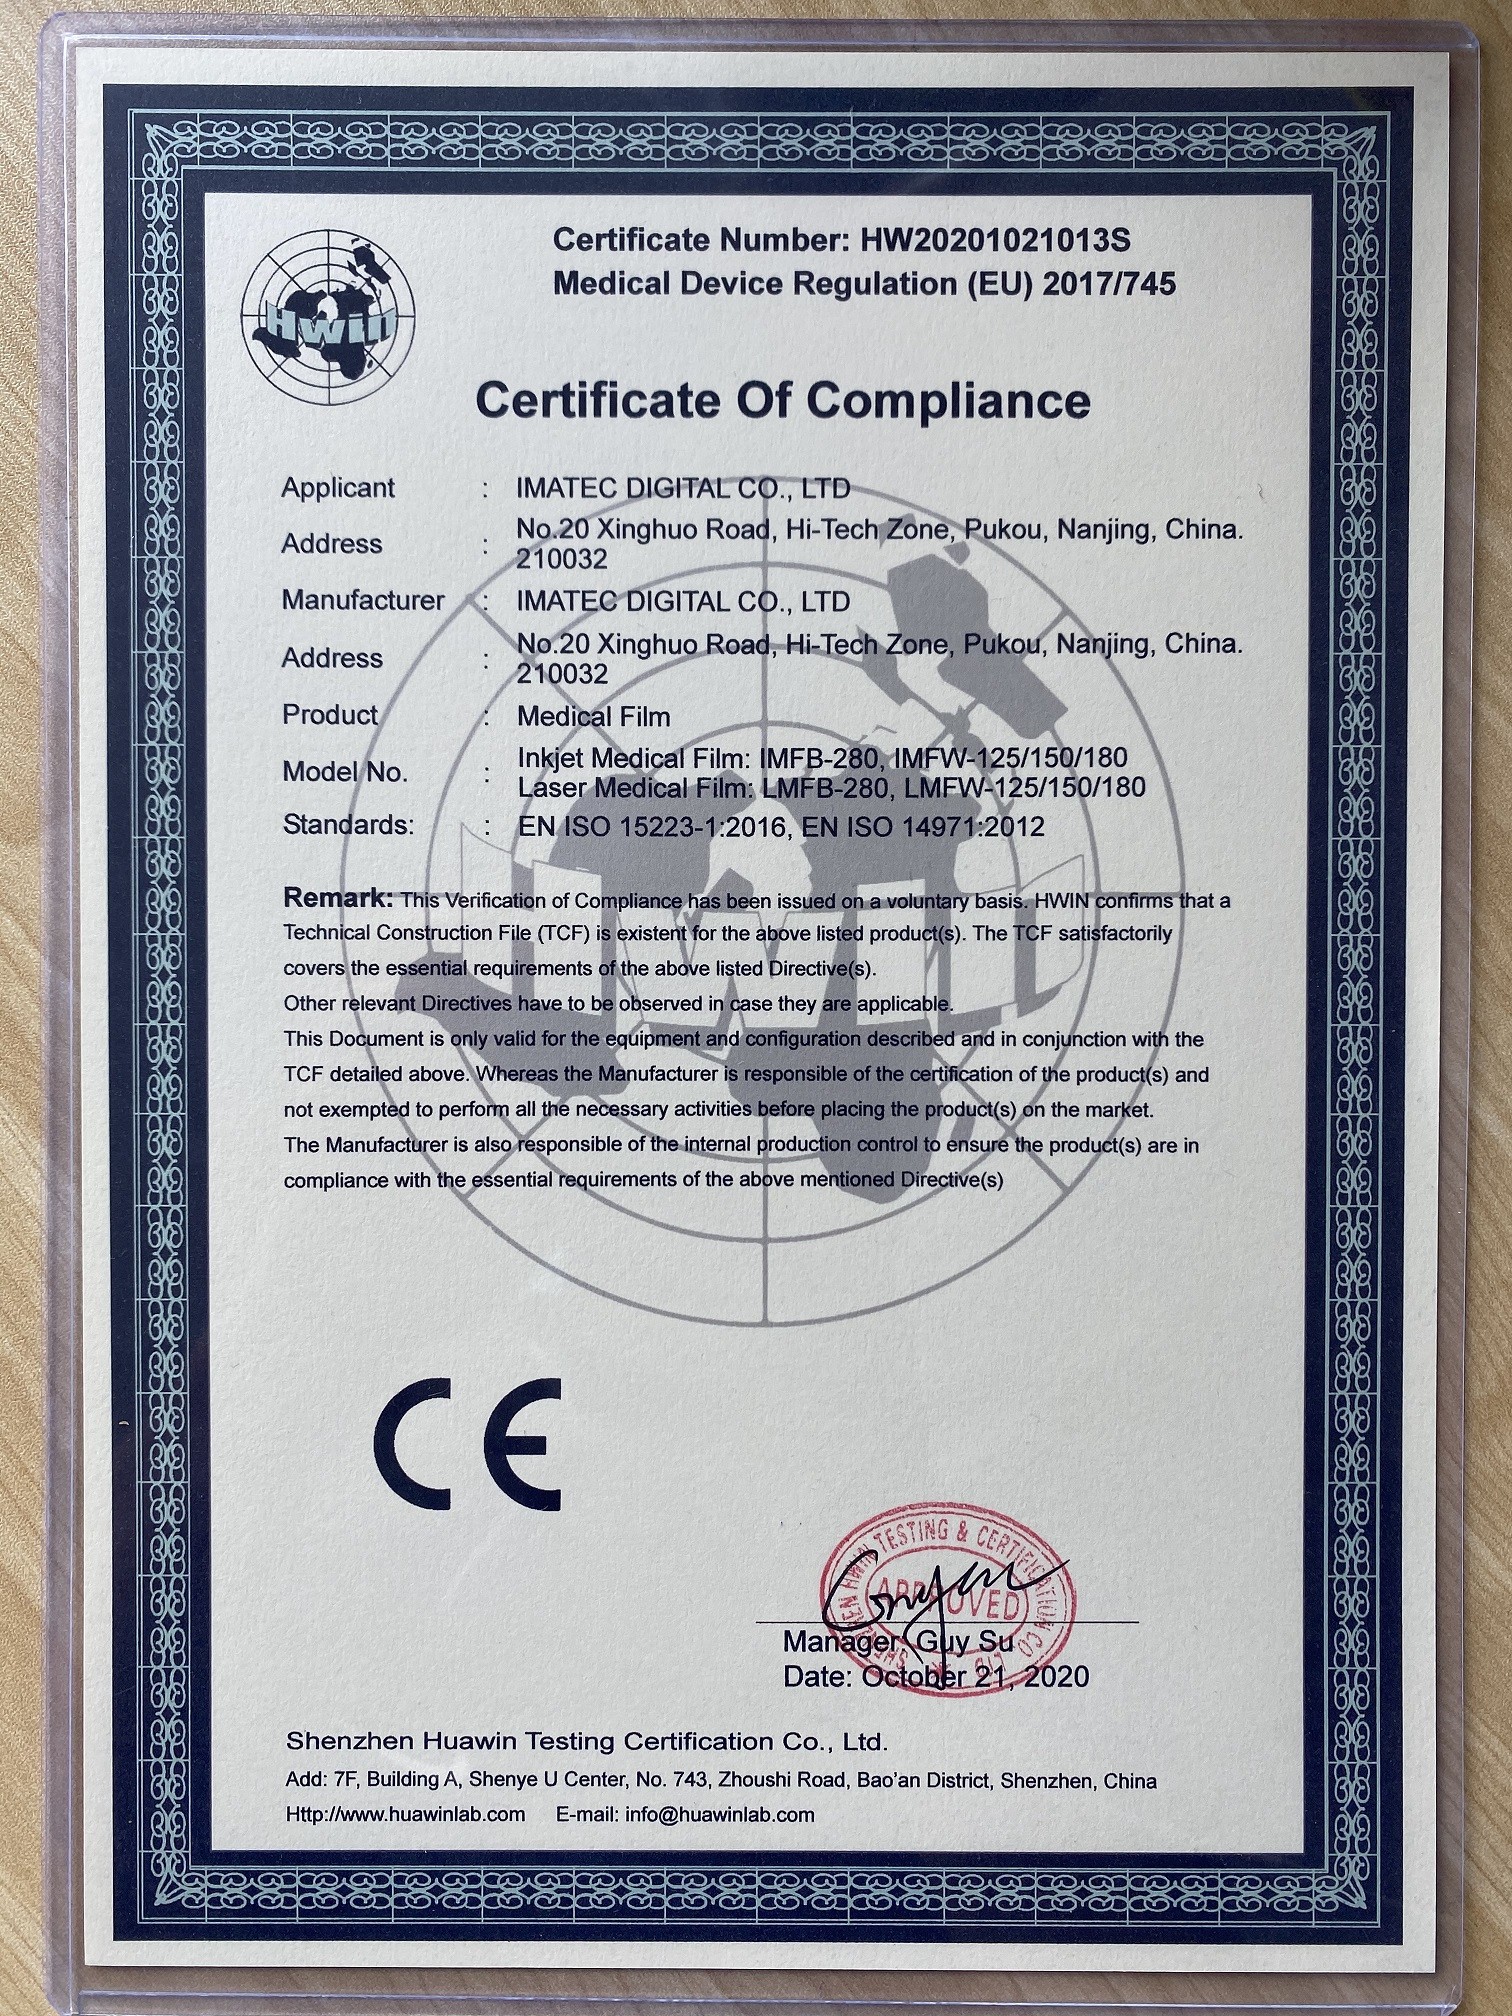 Certificate Number: HW20201021013S
Medical Device Regulation (EU) 2017/745
HWIN
Certificate Of Compliance
Applicant : IMATEC DIGITAL CO., LTD
Address : No.20 Xinghuo Road, Hi-Tech Zone, Pukou, Nanjing, China.
210032
Manufacturer : IMATEC DIGITAL CO., LTD
Address : No.20 Xinghuo Road, Hi-Tech Zone, Pukou, Nanjing, China.
210032
Product : Medical Film
Model No. : Inkjet Medical Film: IMFB-280, IMFW-125/150/180
Laser Medical Film: LMFB-280, LMFW-125/150/180
Standards: : EN ISO 15223-1:2016, EN ISO 14971:2012
Remark: This Verification of Compliance has been issued on a voluntary basis. HWIN confirms that a
Technical Construction File (TCF) is existent for the above listed product(s). The TCF satisfactorily
covers the essential requirements of the above listed Directive(s).
Other relevant Directives have to be observed in case they are applicable.
This Document is only valid for the equipment and configuration described and in conjunction with the
TCF detailed above. Whereas the Manufacturer is responsible of the certification of the product(s) and
not exempted to perform all the necessary activities before placing the product(s) on the market.
The Manufacturer is also responsible of the internal production control to ensure the product(s) are in
compliance with the essential requirements of the above mentioned Directive(s)
HWIN
CE
SHENZHEN HWIN TESTING & CERTIFICATION CO LTD
APPROVED
Manager Guy Su
Date: October 21, 2020
Shenzhen Huawin Testing Certification Co., Ltd.
Add: 7F, Building A, Shenye U Center, No. 743, Zhoushi Road, Bao'an District, Shenzhen, China
Http://www.huawinlab.com E-mail: info@huawinlab.com